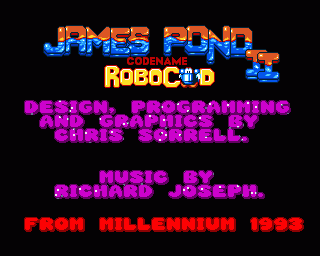 JAMES POND II
CODENAME
ROBOCOD
DESIGN, PROGRAMMING
AND GRAPHICS BY
CHRIS SORRELL.
MUSIC BY
RICHARD JOSEPH.
FROM MILLENNIUM 1993